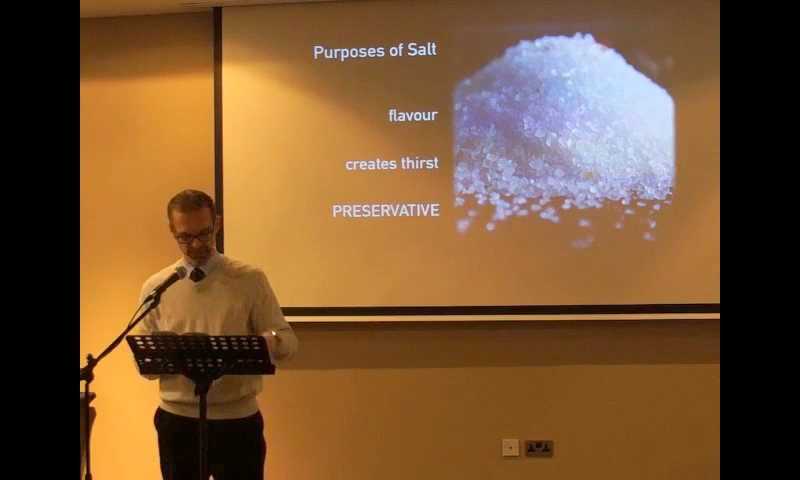 Purposes of Salt
flavour
creates thirst
PRESERVATIVE